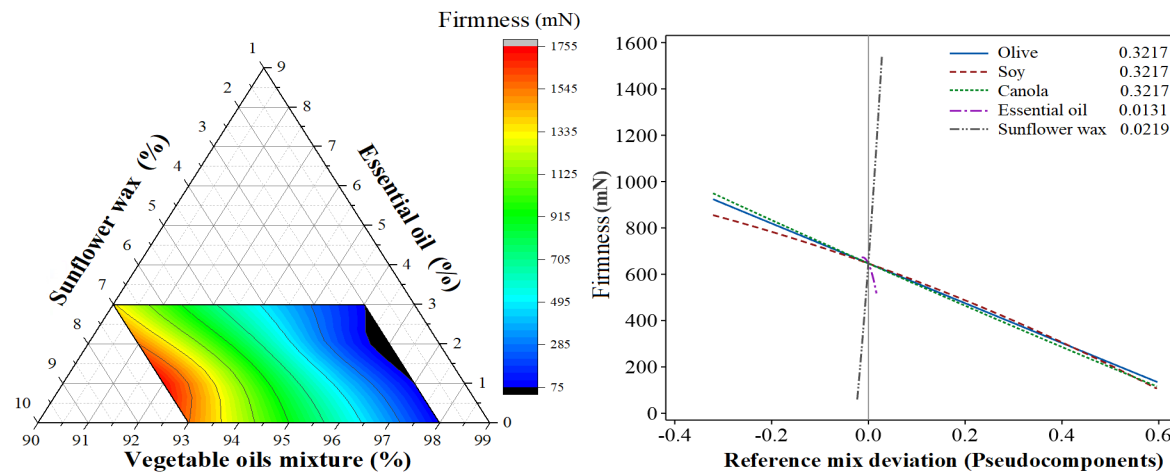 Firmness (mN)
1755
1545
1335
1125
915
705
495
285
75
1
2
3
4
5
6
7
8
9
10
Sunflower wax (%)
9
8
7
6
5
4
3
2
1
0
Essential oil (%)
90 91 92 93 94 95 96 97 98 99
Vegetable oils mixture (%)
1600
1400
1200
1000
800
600
400
200
0
Firmness (mN)
Olive 0.3217
Soy 0.3217
Canola 0.3217
Essential oil 0.0131
Sunflower wax 0.0219
-0.4 -0.2 0.0 0.2 0.4 0.6
Reference mix deviation (Pseudocomponents)